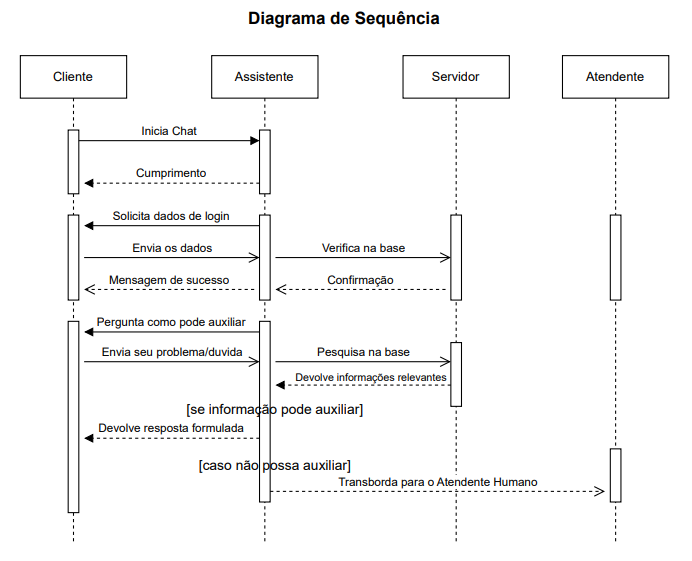 Diagrama de Sequência
Cliente
Assistente
Servidor
Atendente
Inicia Chat
Cumprimento
Solicita dados de login
Envia os dados
Verifica na base
Mensagem de sucesso
Confirmação
Pergunta como pode auxiliar
Envia seu problema/duvida
Pesquisa na base
Devolve informações relevantes
[se informação pode auxiliar]
Devolve resposta formulada
[caso não possa auxiliar]
Transborda para o Atendente Humano